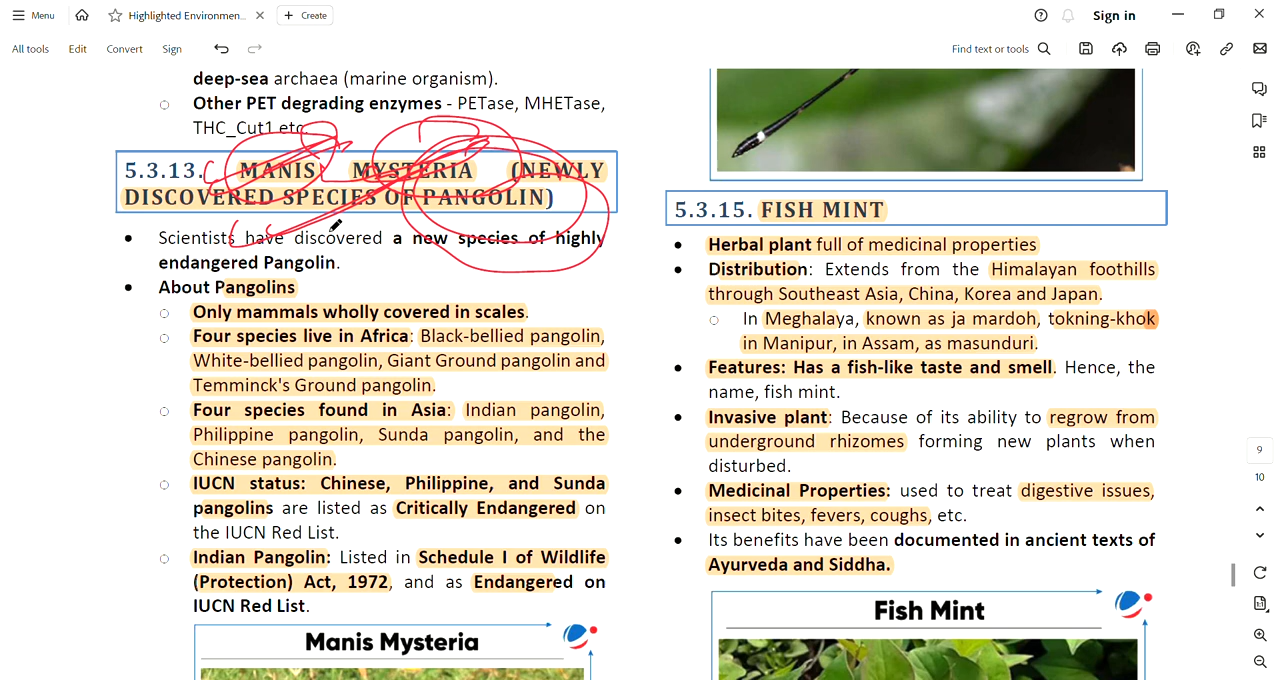 Menu
Highlighted Environmen...
Create
Sign in
All tools
Edit
Convert
Sign
Find text or tools
deep-sea archaea (marine organism).
○ Other PET degrading enzymes - PETase, MHETase,
THC_Cut1 etc.
5.3.13. MANIS MYSTERIA (NEWLY
DISCOVERED SPECIES OF PANGOLIN)
• Scientists have discovered a new species of highly
endangered Pangolin.
• About Pangolins
○ Only mammals wholly covered in scales.
○ Four species live in Africa: Black-bellied pangolin,
White-bellied pangolin, Giant Ground pangolin and
Temminck's Ground pangolin.
○ Four species found in Asia: Indian pangolin,
Philippine pangolin, Sunda pangolin, and the
Chinese pangolin.
○ IUCN status: Chinese, Philippine, and Sunda
pangolins are listed as Critically Endangered on
the IUCN Red List.
○ Indian Pangolin: Listed in Schedule I of Wildlife
(Protection) Act, 1972, and as Endangered on
IUCN Red List.
Manis Mysteria
5.3.15. FISH MINT
• Herbal plant full of medicinal properties
• Distribution: Extends from the Himalayan foothills
through Southeast Asia, China, Korea and Japan.
○ In Meghalaya, known as ja mardoh, tokning-khok
in Manipur, in Assam, as masunduri.
• Features: Has a fish-like taste and smell. Hence, the
name, fish mint.
• Invasive plant: Because of its ability to regrow from
underground rhizomes forming new plants when
disturbed.
• Medicinal Properties: used to treat digestive issues,
insect bites, fevers, coughs, etc.
• Its benefits have been documented in ancient texts of
Ayurveda and Siddha.
Fish Mint
9
10